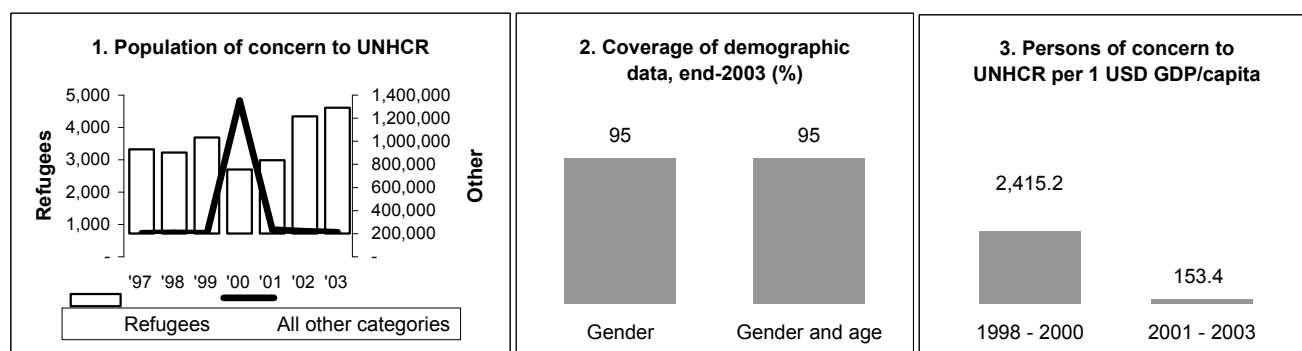 1. Population of concern to UNHCR
5,000
4,000
3,000
2,000
1,000
-
Refugees
1,400,000
1,200,000
1,000,000
800,000
600,000
400,000
200,000
-
Other
'97 '98 '99 '00 '01 '02 '03
Refugees All other categories
2. Coverage of demographic
data, end-2003 (%)
95 95
Gender Gender and age
3. Persons of concern to
UNHCR per 1 USD GDP/capita
2,415.2
153.4
1998 - 2000 2001 - 2003